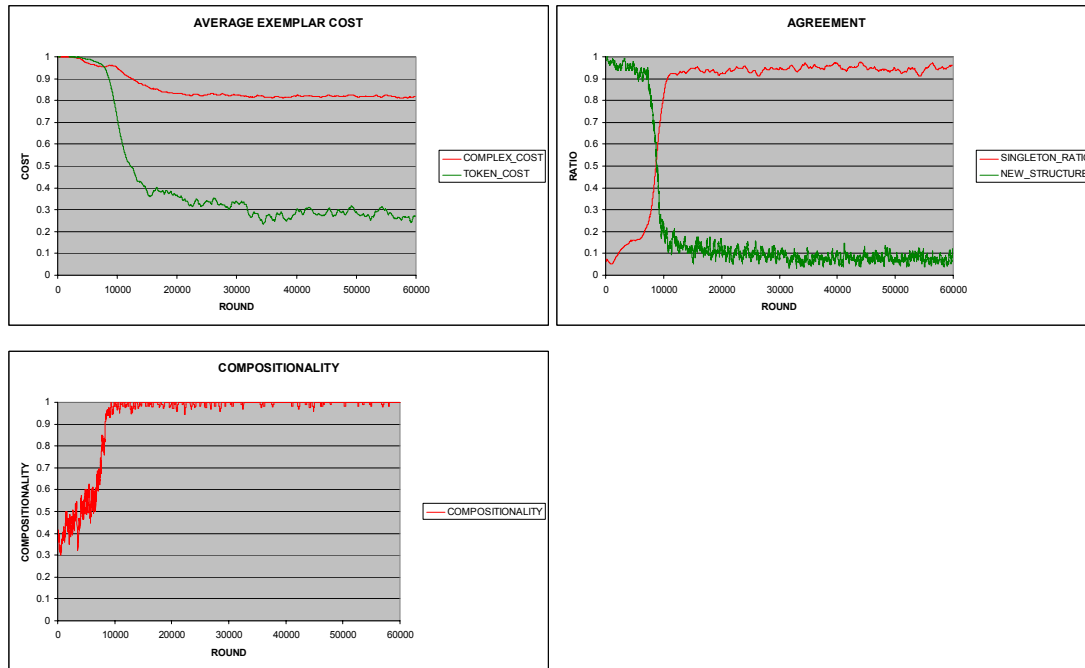 AVERAGE EXEMPLAR COST
1
0.9
0.8
0.7
0.6
0.5
0.4
0.3
0.2
0.1
0
COST
0 10000 20000 30000 40000 50000 60000
ROUND
COMPLEX_COST
TOKEN_COST
AGREEMENT
1
0.9
0.8
0.7
0.6
0.5
0.4
0.3
0.2
0.1
0
RATIO
0 10000 20000 30000 40000 50000 60000
ROUND
SINGLETON_RATIO
NEW_STRUCTURE
COMPOSITIONALITY
1
0.9
0.8
0.7
0.6
0.5
0.4
0.3
0.2
0.1
0
COMPOSITIONALITY
0 10000 20000 30000 40000 50000 60000
ROUND
COMPOSITIONALITY